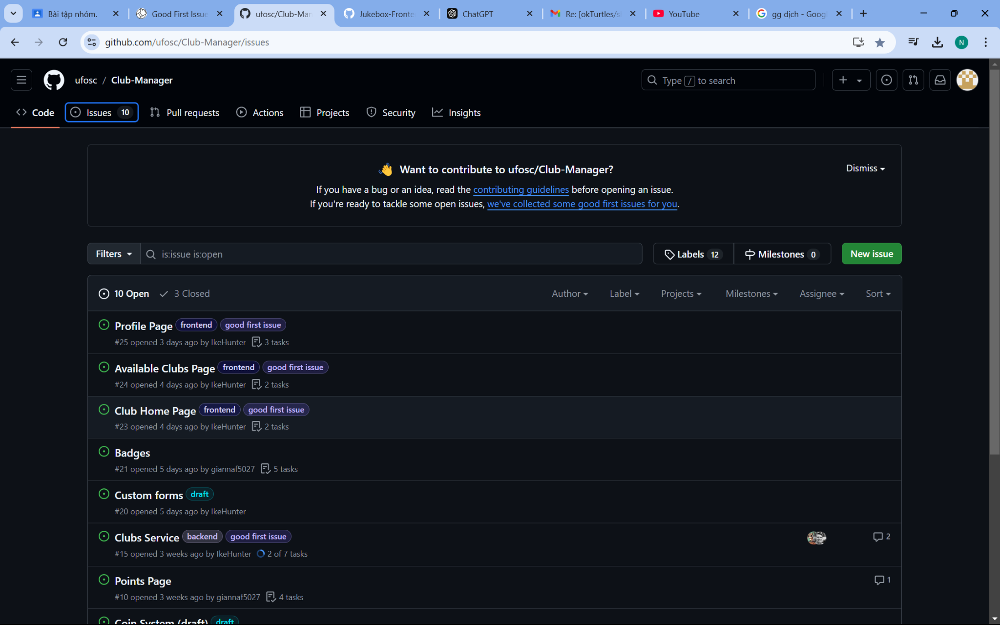 Bài tập nhóm.
Good First Issue
ufosc/Club-Man
Jukebox-Fronte
ChatGPT
Re: [okTurtles/s
YouTube
gg dịch - Goog
github.com/ufosc/Club-Manager/issues
N
ufosc / Club-Manager
Type / to search
Code
Issues 10
Pull requests
Actions
Projects
Security
Insights
👋 Want to contribute to ufosc/Club-Manager?
Dismiss
If you have a bug or an idea, read the contributing guidelines before opening an issue.
If you're ready to tackle some open issues, we've collected some good first issues for you.
Filters
is:issue is:open
Labels 12
Milestones 0
New issue
10 Open
3 Closed
Author
Label
Projects
Milestones
Assignee
Sort
Profile Page frontend good first issue
#25 opened 3 days ago by IkeHunter 3 tasks
Available Clubs Page frontend good first issue
#24 opened 4 days ago by IkeHunter 2 tasks
Club Home Page frontend good first issue
#23 opened 4 days ago by IkeHunter 2 tasks
Badges
#21 opened 5 days ago by giannaf5027 5 tasks
Custom forms draft
#20 opened 5 days ago by IkeHunter
Clubs Service backend good first issue
2
#15 opened 3 weeks ago by IkeHunter 2 of 7 tasks
Points Page
1
#10 opened 3 weeks ago by giannaf5027 4 tasks
Coin System (draft) draft